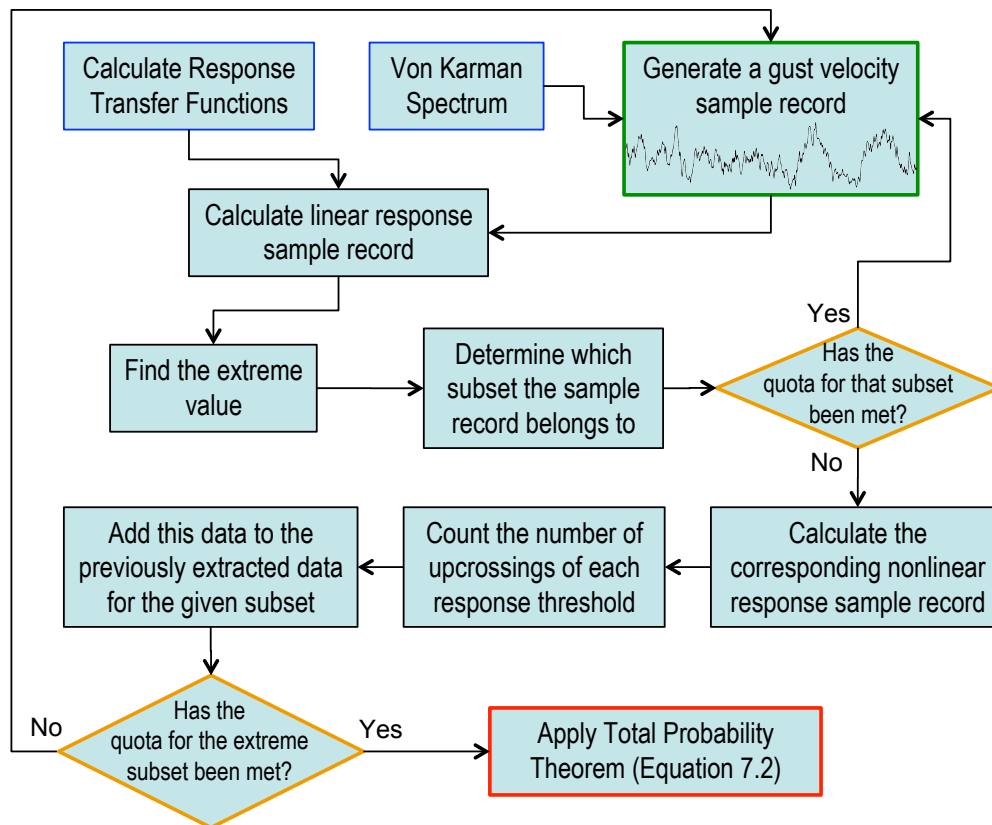 Calculate Response
Transfer Functions
Von Karman
Spectrum
Generate a gust velocity
sample record
Calculate linear response
sample record
Find the extreme
value
Determine which
subset the sample
record belongs to
Yes
Has the
quota for that subset
been met?
No
Calculate the
corresponding nonlinear
response sample record
Count the number of
upcrossings of each
response threshold
Add this data to the
previously extracted data
for the given subset
No
Has the
quota for the extreme
subset been met?
Yes
Apply Total Probability
Theorem (Equation 7.2)